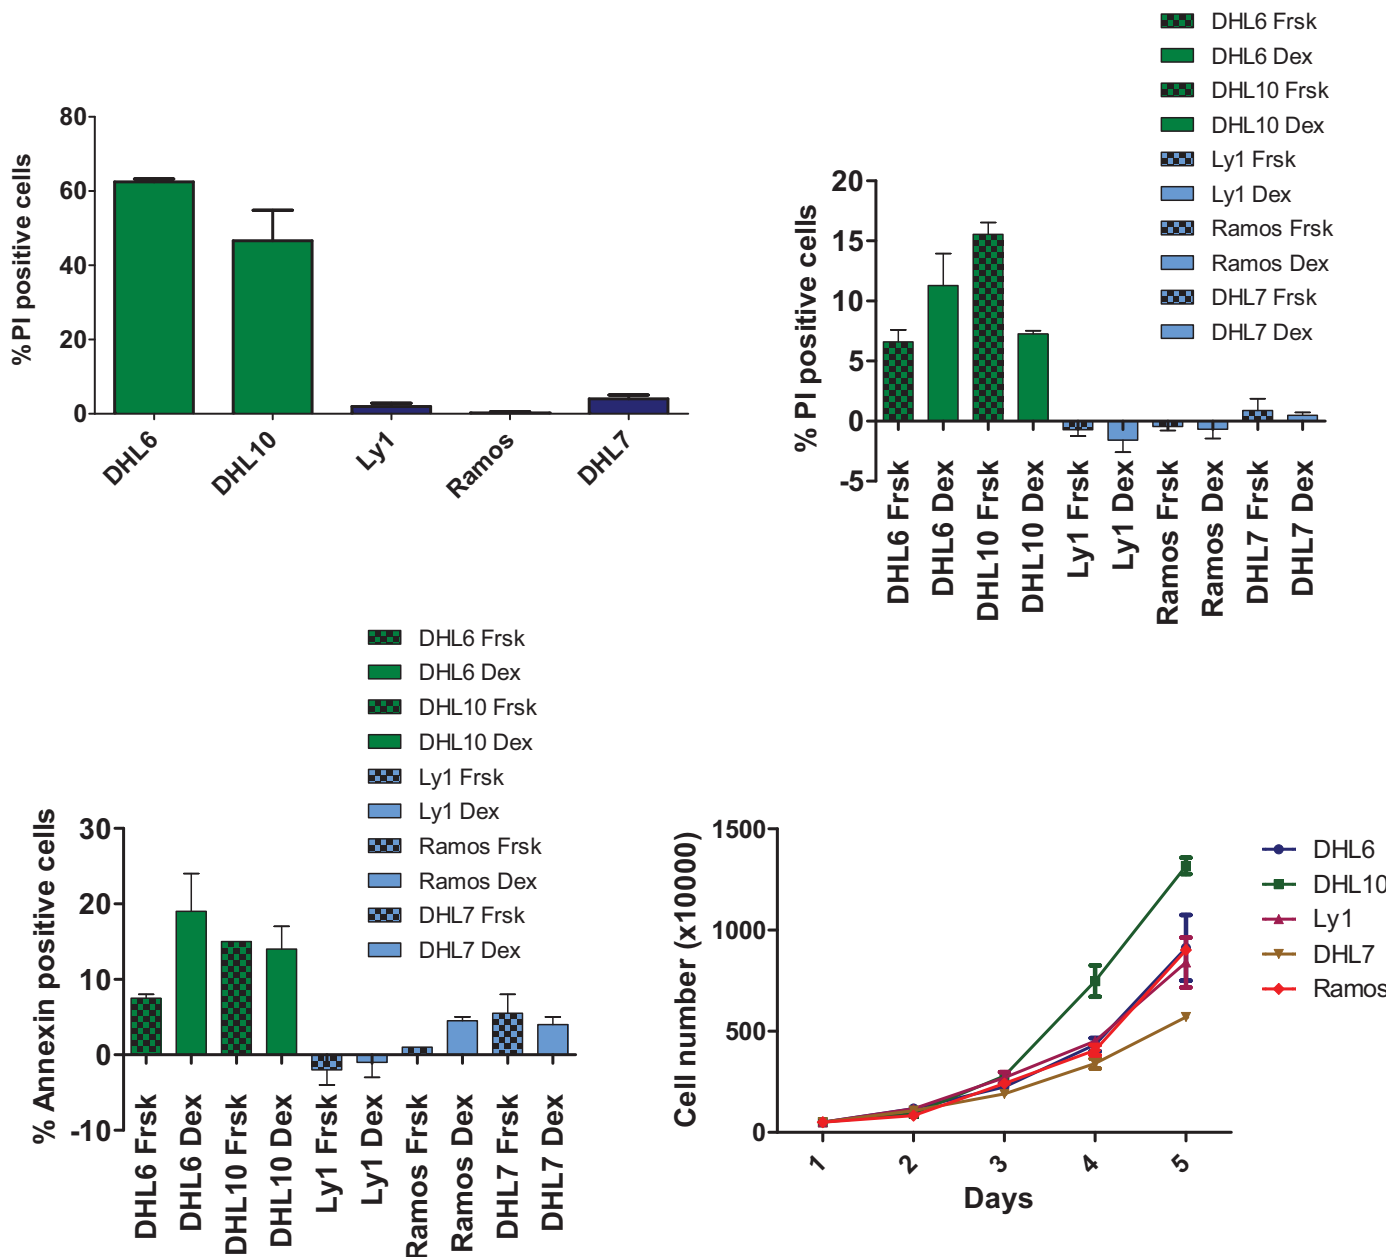 80
60
40
20
0
% PI positive cells
DHL6
DHL10
Ly1
Ramos
DHL7
DHL6 Frsk
DHL6 Dex
DHL10 Frsk
DHL10 Dex
Ly1 Frsk
Ly1 Dex
Ramos Frsk
Ramos Dex
DHL7 Frsk
DHL7 Dex
20
15
10
5
0
-5
% PI positive cells
DHL6 Frsk
DHL6 Dex
DHL10 Frsk
DHL10 Dex
Ly1 Frsk
Ly1 Dex
Ramos Frsk
Ramos Dex
DHL7 Frsk
DHL7 Dex
DHL6 Frsk
DHL6 Dex
DHL10 Frsk
DHL10 Dex
Ly1 Frsk
Ly1 Dex
Ramos Frsk
Ramos Dex
DHL7 Frsk
DHL7 Dex
30
20
10
0
-10
% Annexin positive cells
DHL6 Frsk
DHL6 Dex
DHL10 Frsk
DHL10 Dex
Ly1 Frsk
Ly1 Dex
Ramos Frsk
Ramos Dex
DHL7 Frsk
DHL7 Dex
1500
1000
500
0
Cell number (x10000)
1
2
3
4
5
Days
DHL6
DHL10
Ly1
DHL7
Ramos